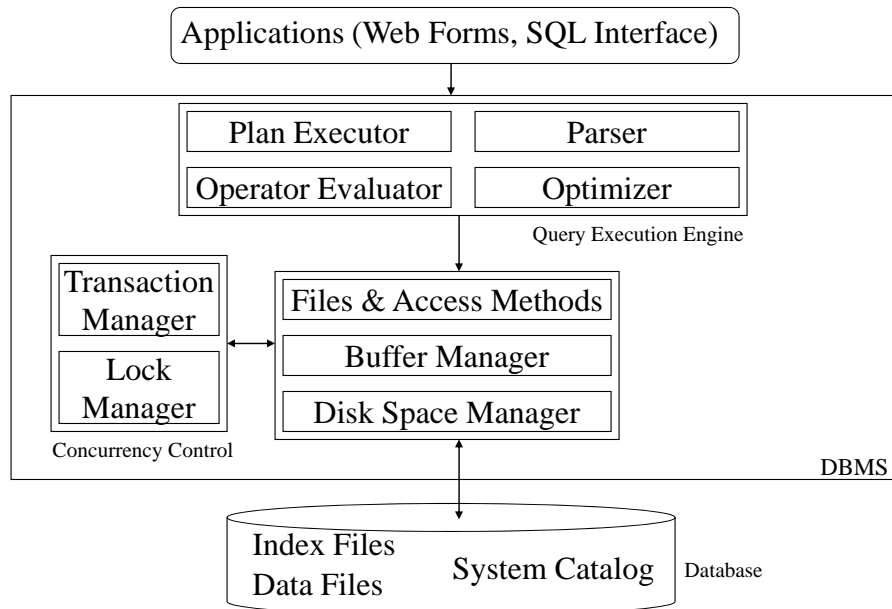 Applications (Web Forms, SQL Interface)
Plan Executor
Parser
Operator Evaluator
Optimizer
Query Execution Engine
Transaction
Manager
Lock
Manager
Concurrency Control
Files & Access Methods
Buffer Manager
Disk Space Manager
DBMS
Index Files
Data Files
System Catalog
Database